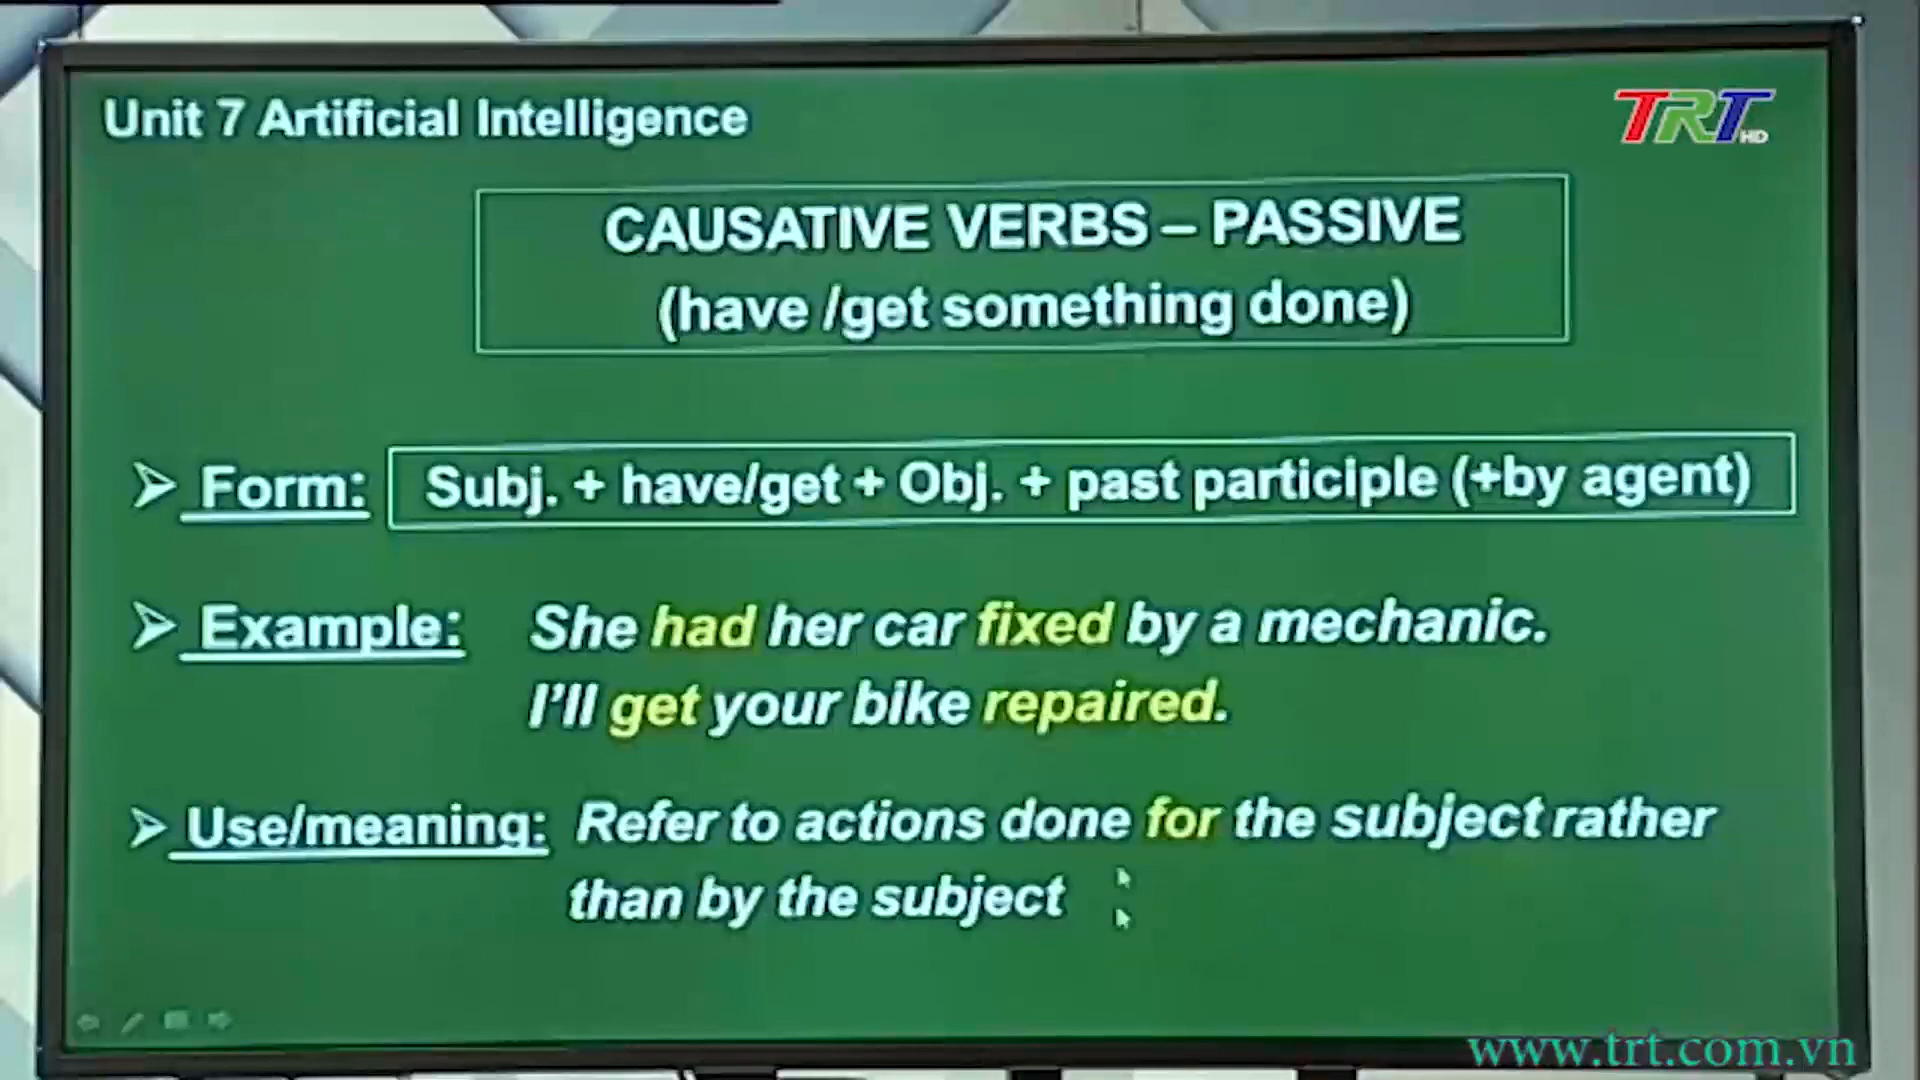 Unit 7 Artificial Intelligence
TRT HD
CAUSATIVE VERBS – PASSIVE
(have /get something done)
➢ Form: Subj. + have/get + Obj. + past participle (+by agent)
➢ Example: She had her car fixed by a mechanic.
I'll get your bike repaired.
➢ Use/meaning: Refer to actions done for the subject rather
than by the subject
www.trt.com.vn